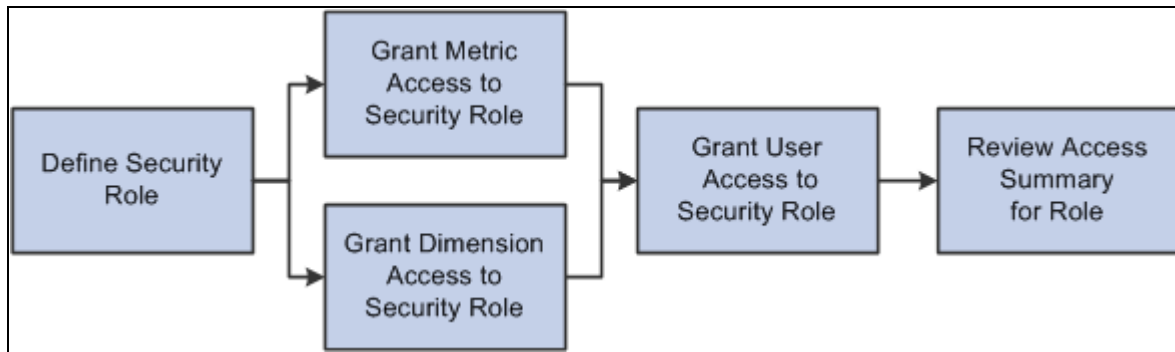 Define Security
Role
Grant Metric
Access to
Security Role
Grant Dimension
Access to
Security Role
Grant User
Access to
Security Role
Review Access
Summary
for Role